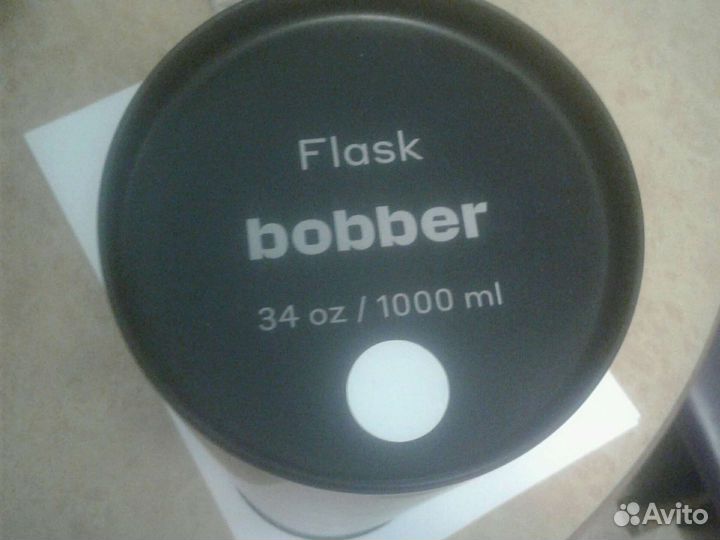 Flask
bobber
34 oz / 1000 ml
Avito